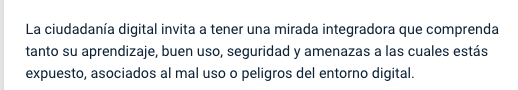 La ciudadanía digital invita a tener una mirada integradora que comprenda
tanto su aprendizaje, buen uso, seguridad y amenazas a las cuales estás
expuesto, asociados al mal uso o peligros del entorno digital.